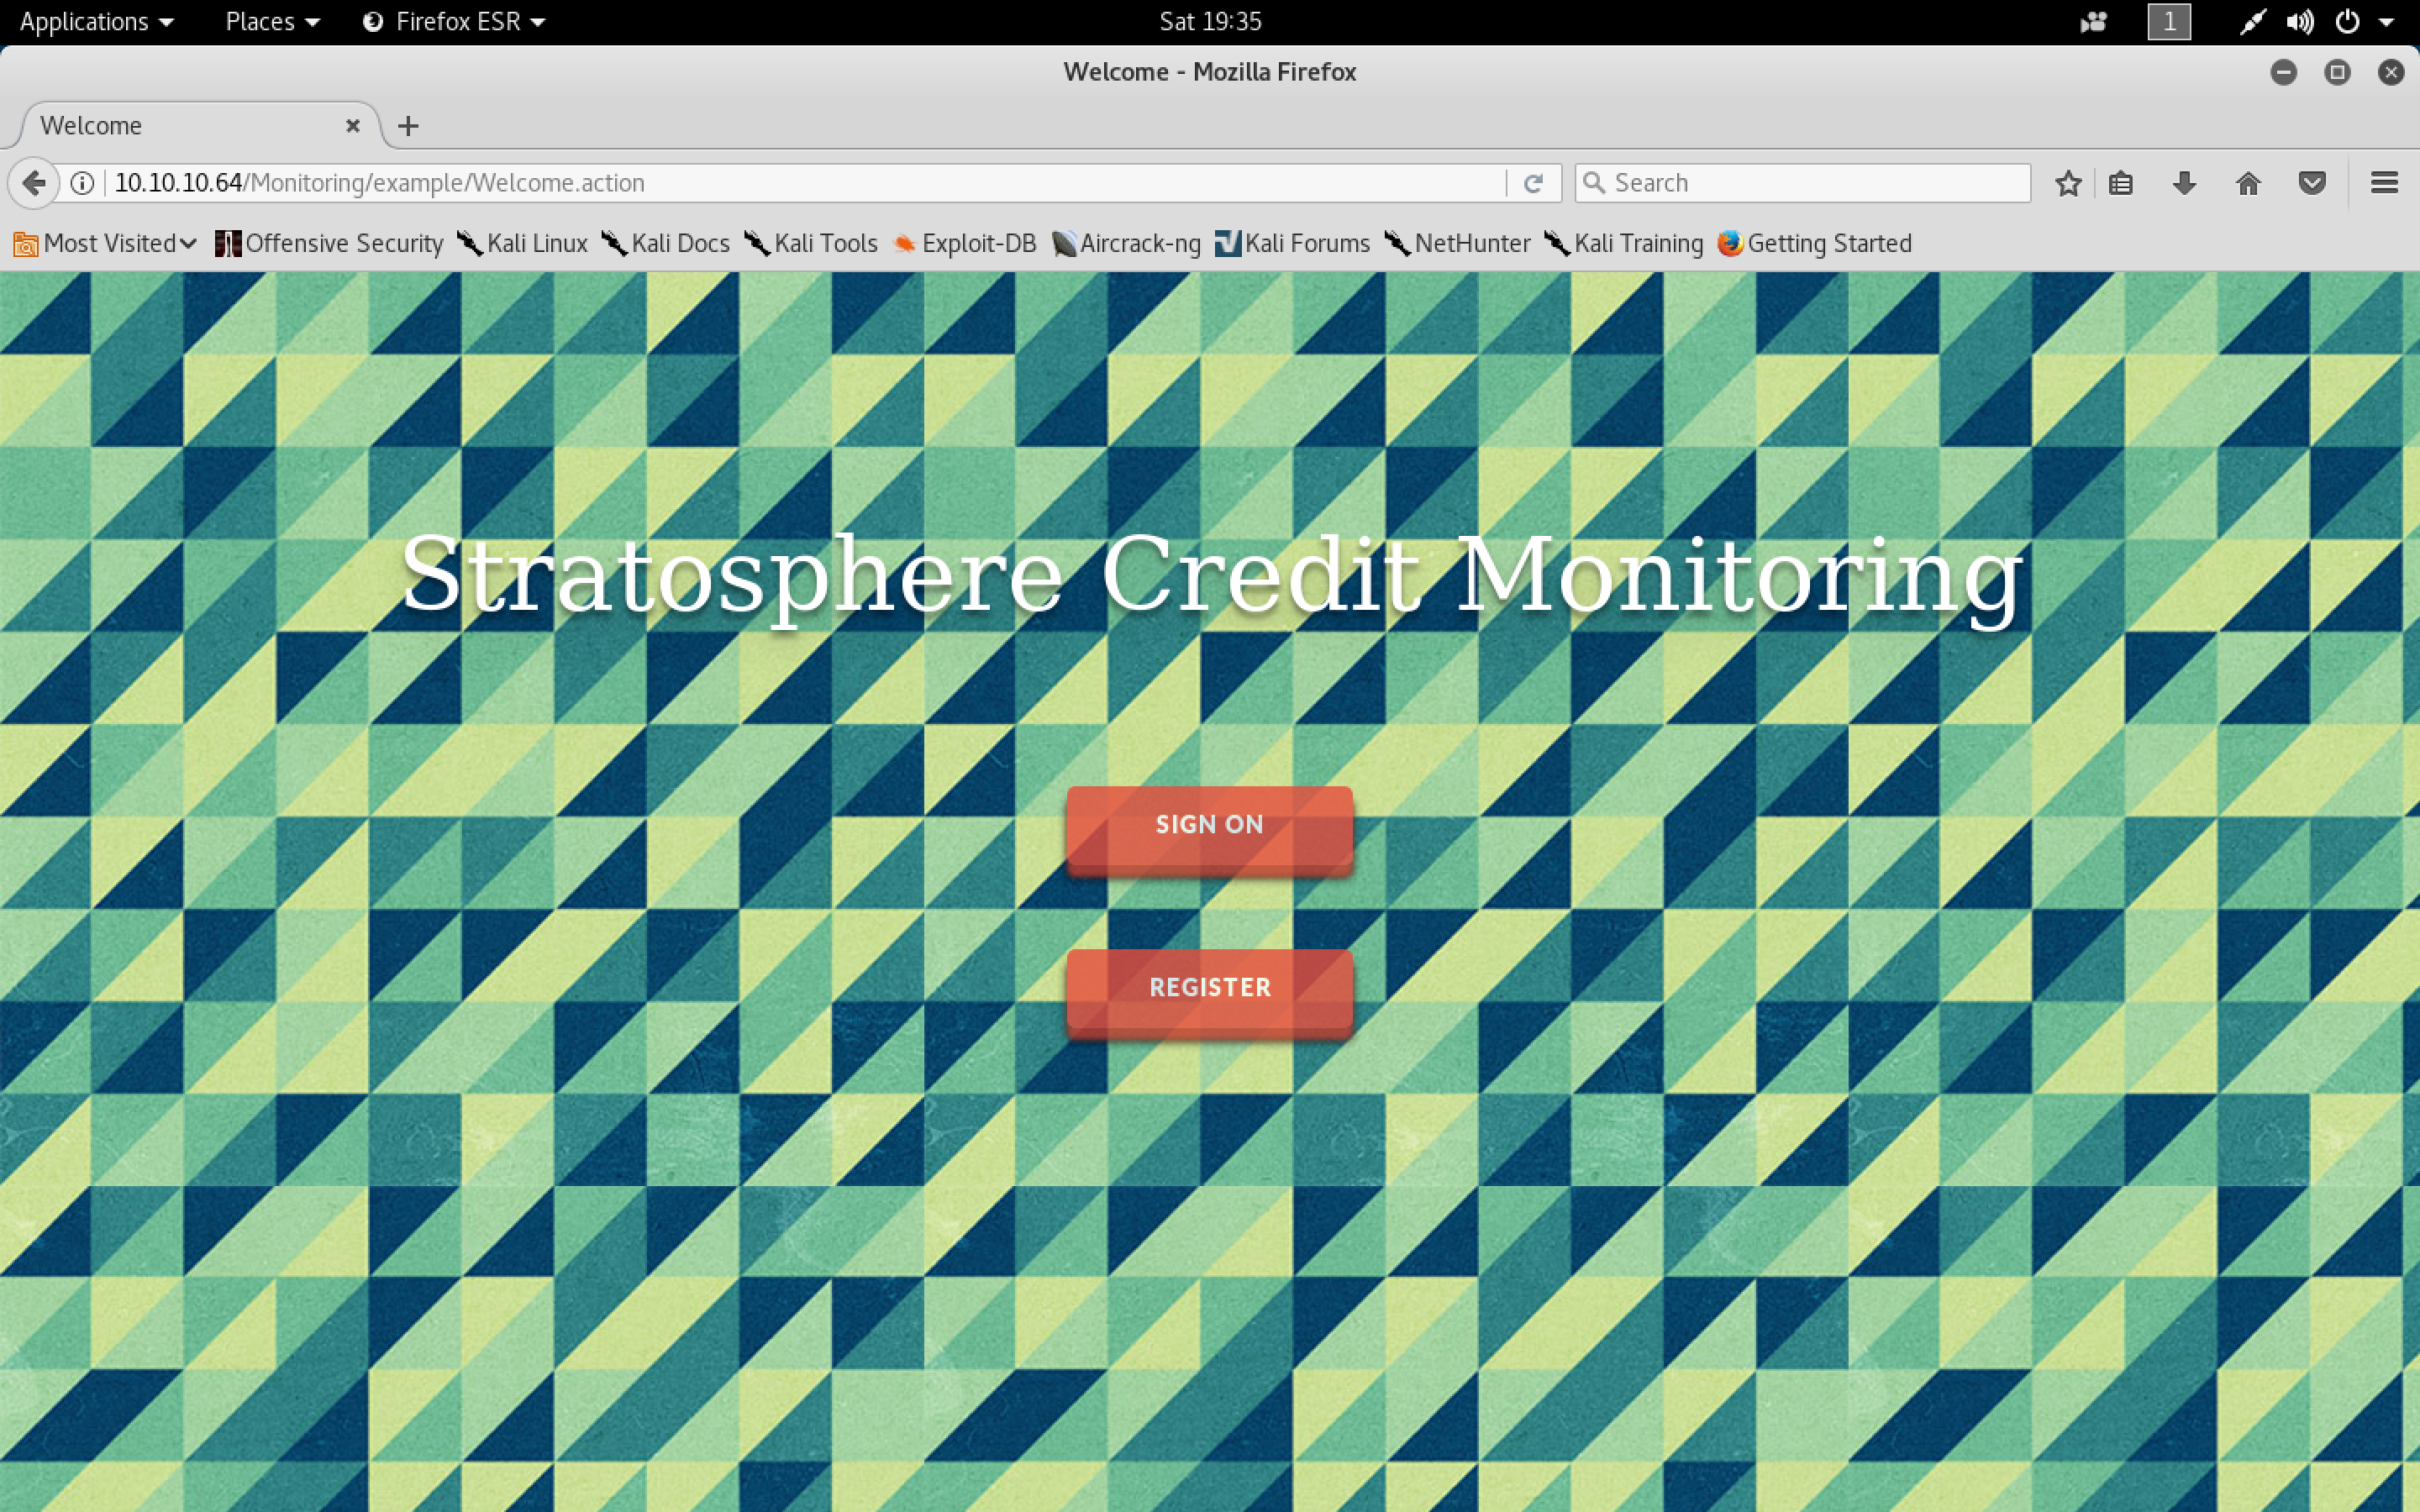 Applications Places Firefox ESR Sat 19:35 1
Welcome - Mozilla Firefox
Welcome
10.10.10.64/Monitoring/example/Welcome.action Search
Most Visited Offensive Security Kali Linux Kali Docs Kali Tools Exploit-DB Aircrack-ng Kali Forums NetHunter Kali Training Getting Started
Stratosphere Credit Monitoring
SIGN ON
REGISTER